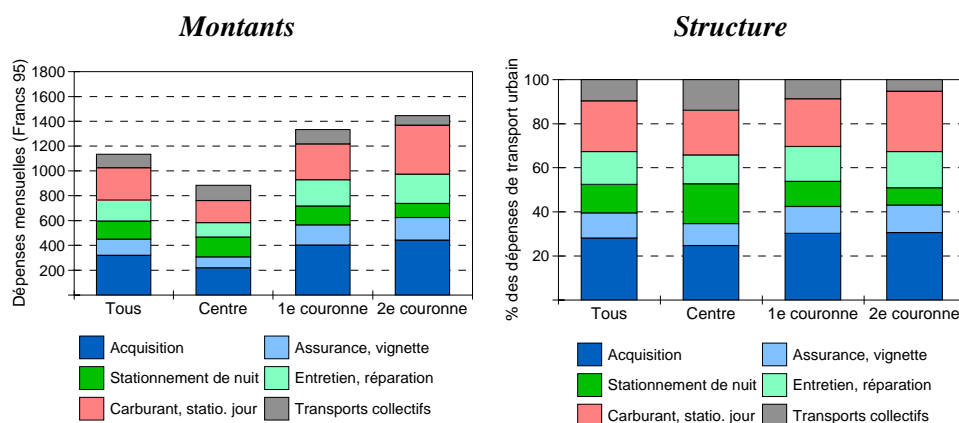 Montants
Dépenses mensuelles (Francs 95)
1800
1600
1400
1200
1000
800
600
400
200
Tous Centre 1e couronne 2e couronne
Acquisition Assurance, vignette
Stationnement de nuit Entretien, réparation
Carburant, statio. jour Transports collectifs
Structure
% des dépenses de transport urbain
100
80
60
40
20
Tous Centre 1e couronne 2e couronne
Acquisition Assurance, vignette
Stationnement de nuit Entretien, réparation
Carburant, statio. jour Transports collectifs